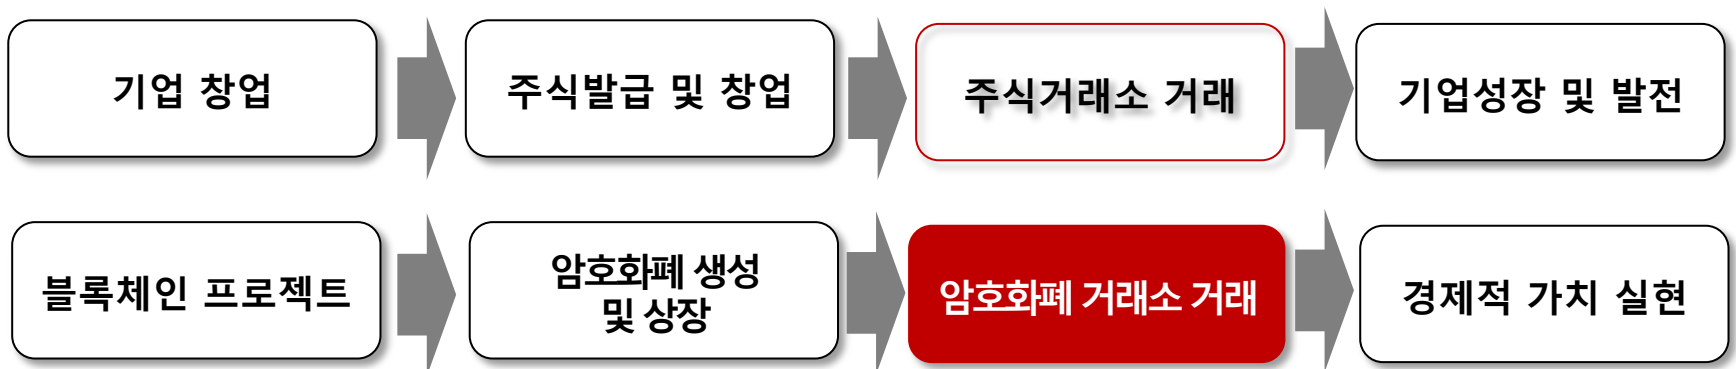 기업 창업
주식발급 및 창업
주식거래소 거래
기업성장 및 발전
블록체인 프로젝트
암호화폐 생성
및 상장
암호화폐 거래소 거래
경제적 가치 실현